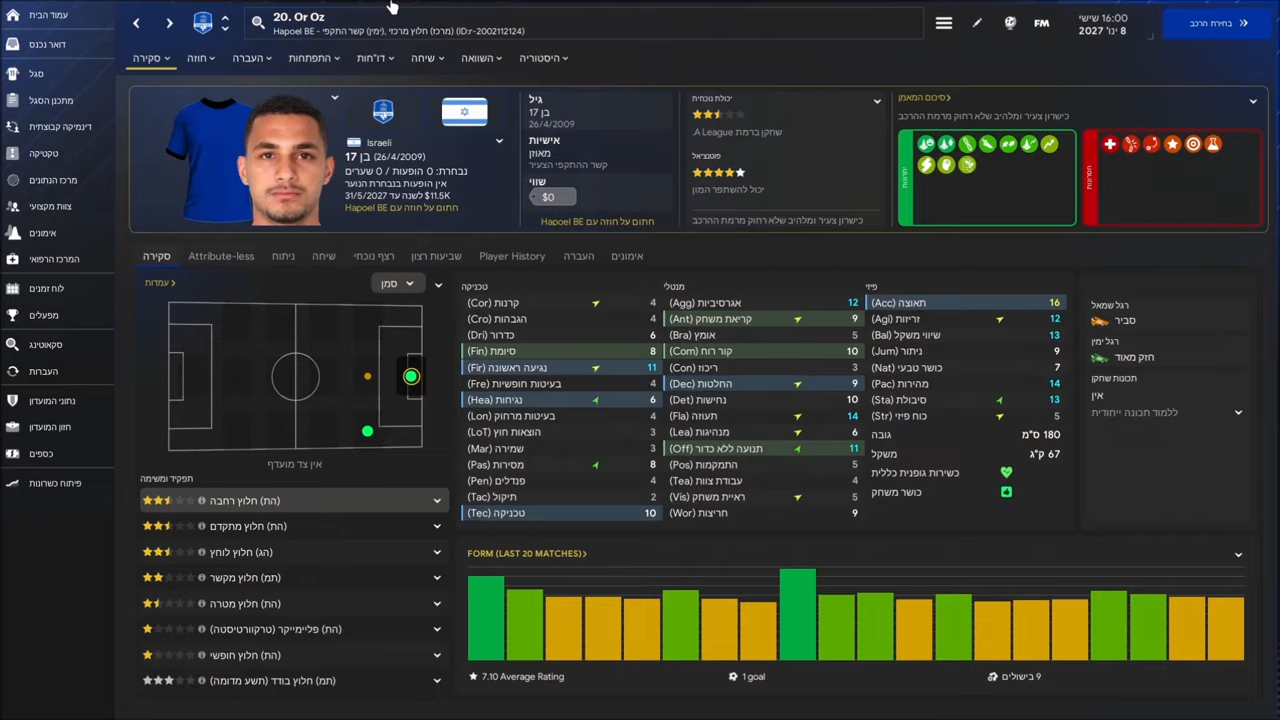 עמוד הבית
דואר נכנס
סגל
מתכנן הסגל
דינמיקה קבוצתית
טקטיקה
מרכז הנתונים
צוות מקצועי
אימונים
המרכז הרפואי
לוח זמנים
מפעלים
סקאוטינג
העברות
נתוני המועדון
חזון המועדון
כספים
פיתוח כשרונות
20. Or Oz
Hapoel BE - קשר התקפי (ימין) חלוץ מרכזי (מרכז) (ID:r-2002112124)
FM
16:00 שישי
8 ינו' 2027
בחירת הרכב
סקירה
חוזה
העברה
התפתחות
דו"חות
שיחה
השוואה
היסטוריה
Israeli
בן 17 (26/4/2009)
נבחרת: 0 הופעות / 0 שערים
אין הופעות בנבחרת הנוער
$11.5K לשנה עד 31/5/2027
חתום על חוזה עם Hapoel BE
גיל
בן 17
26/4/2009
אישיות
מאוזן
קשר ההתקפי הצעיר
שווי
$0
חתום על חוזה עם Hapoel BE
יכולת נוכחית
שחקן ברמת A League.
פוטנציאל
יכול להשתפר המון
כישרון צעיר ומלהיב שלא רחוק מרמת ההרכב
סיכום המאמן
כישרון צעיר ומלהיב שלא רחוק מרמת ההרכב
יתרונות
חסרונות
סקירה
Attribute-less
ניתוח
שיחה
רצף נוכחי
שביעות רצון
Player History
העברה
אימונים
עמדות
סמן
אין צד מועדף
תפקיד ומשימה
חלוץ רחבה (הת)
חלוץ מתקדם (הת)
חלוץ לוחץ (הג)
חלוץ מקשר (תמ)
חלוץ מטרה (הת)
פליימייקר (טרקוורטיסטה) (הת)
חלוץ חופשי (הת)
חלוץ בודד (תשע מדומה) (תמ)
טכניקה
(Cor) קרנות 4
(Cro) הגבהות 4
(Dri) כדרור 6
(Fin) סיומת 8
(Fir) נגיעה ראשונה 11
(Fre) בעיטות חופשיות 4
(Hea) נגיחות 6
(Lon) בעיטות מרחוק 4
(LoT) הוצאות חוץ 3
(Mar) שמירה 3
(Pas) מסירות 8
(Pen) פנדלים 4
(Tac) תיקול 2
(Tec) טכניקה 10
מנטלי
(Agg) אגרסיביות 12
(Ant) קריאת משחק 9
(Bra) אומץ 5
(Com) קור רוח 10
(Con) ריכוז 3
(Dec) החלטות 9
(Det) נחישות 10
(Fla) תעוזה 14
(Lea) מנהיגות 6
(Off) תנועה ללא כדור 11
(Pos) התמקמות 5
(Tea) עבודת צוות 4
(Vis) ראיית משחק 5
(Wor) חריצות 9
פיזי
(Acc) תאוצה 16
(Agi) זריזות 12
(Bal) שיווי משקל 13
(Jum) ניתור 9
(Nat) כושר טבעי 7
(Pac) מהירות 14
(Sta) סיבולת 13
(Str) כוח פיזי 5
גובה 180 ס"מ
משקל 67 ק"ג
כשירות גופנית כללית
כושר משחק
רגל שמאל
סביר
רגל ימין
חזק מאוד
תכונות שחקן
אין
ללמוד תכונה ייחודית
FORM (LAST 20 MATCHES)
7.10 Average Rating
1 goal
9 בישולים